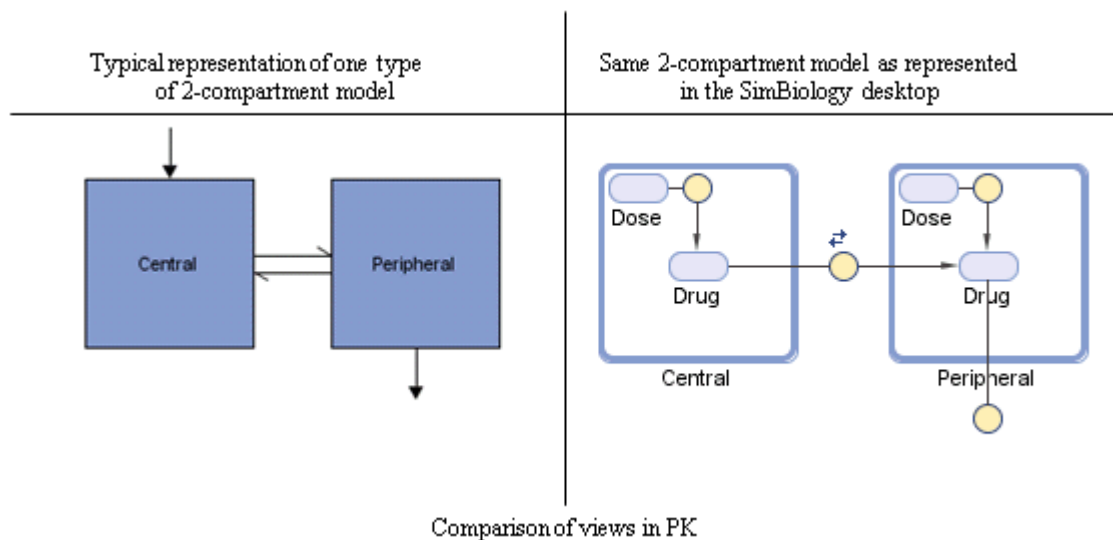 Typical representation of one type
of 2-compartment model
Same 2-compartment model as represented
in the SimBiology desktop
Central
Peripheral
Dose
Drug
Central
Dose
Drug
Peripheral
Comparison of views in PK